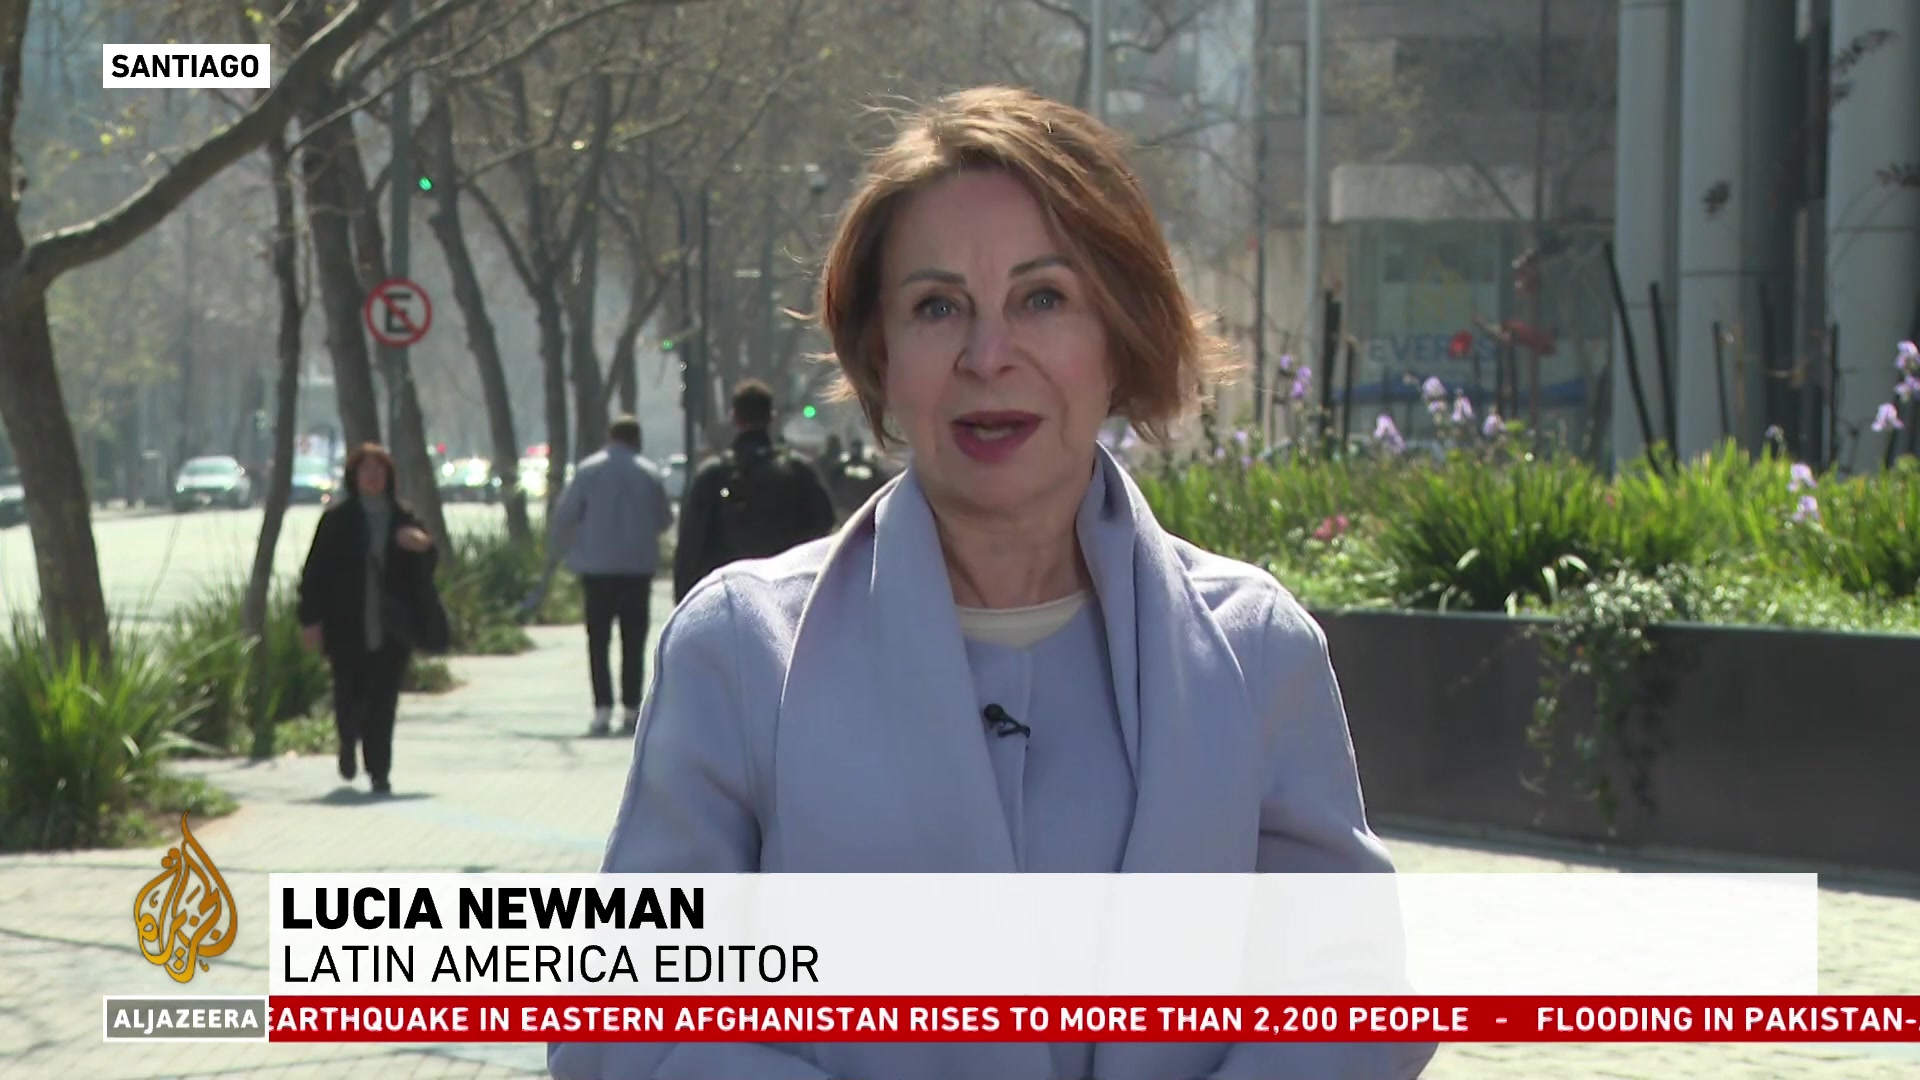 SANTIAGO
E
EVERIS
LUCIA NEWMAN
LATIN AMERICA EDITOR
ALJAZEERA
EARTHQUAKE IN EASTERN AFGHANISTAN RISES TO MORE THAN 2,200 PEOPLE - FLOODING IN PAKISTAN-